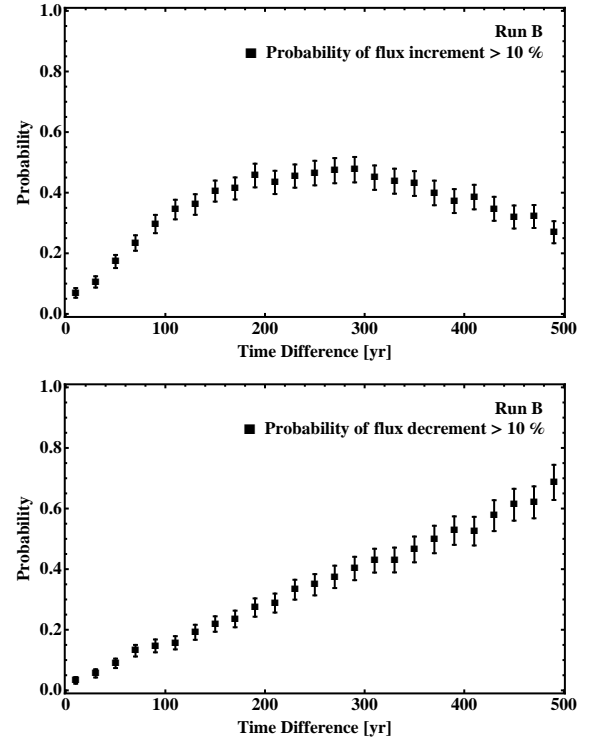 1.0
Run B
■ Probability of flux increment > 10 %
0.8
0.6
Probability
0.4
0.2
0.0
0 100 200 300 400 500
Time Difference [yr]
1.0
Run B
■ Probability of flux decrement > 10 %
0.8
0.6
Probability
0.4
0.2
0.0
0 100 200 300 400 500
Time Difference [yr]